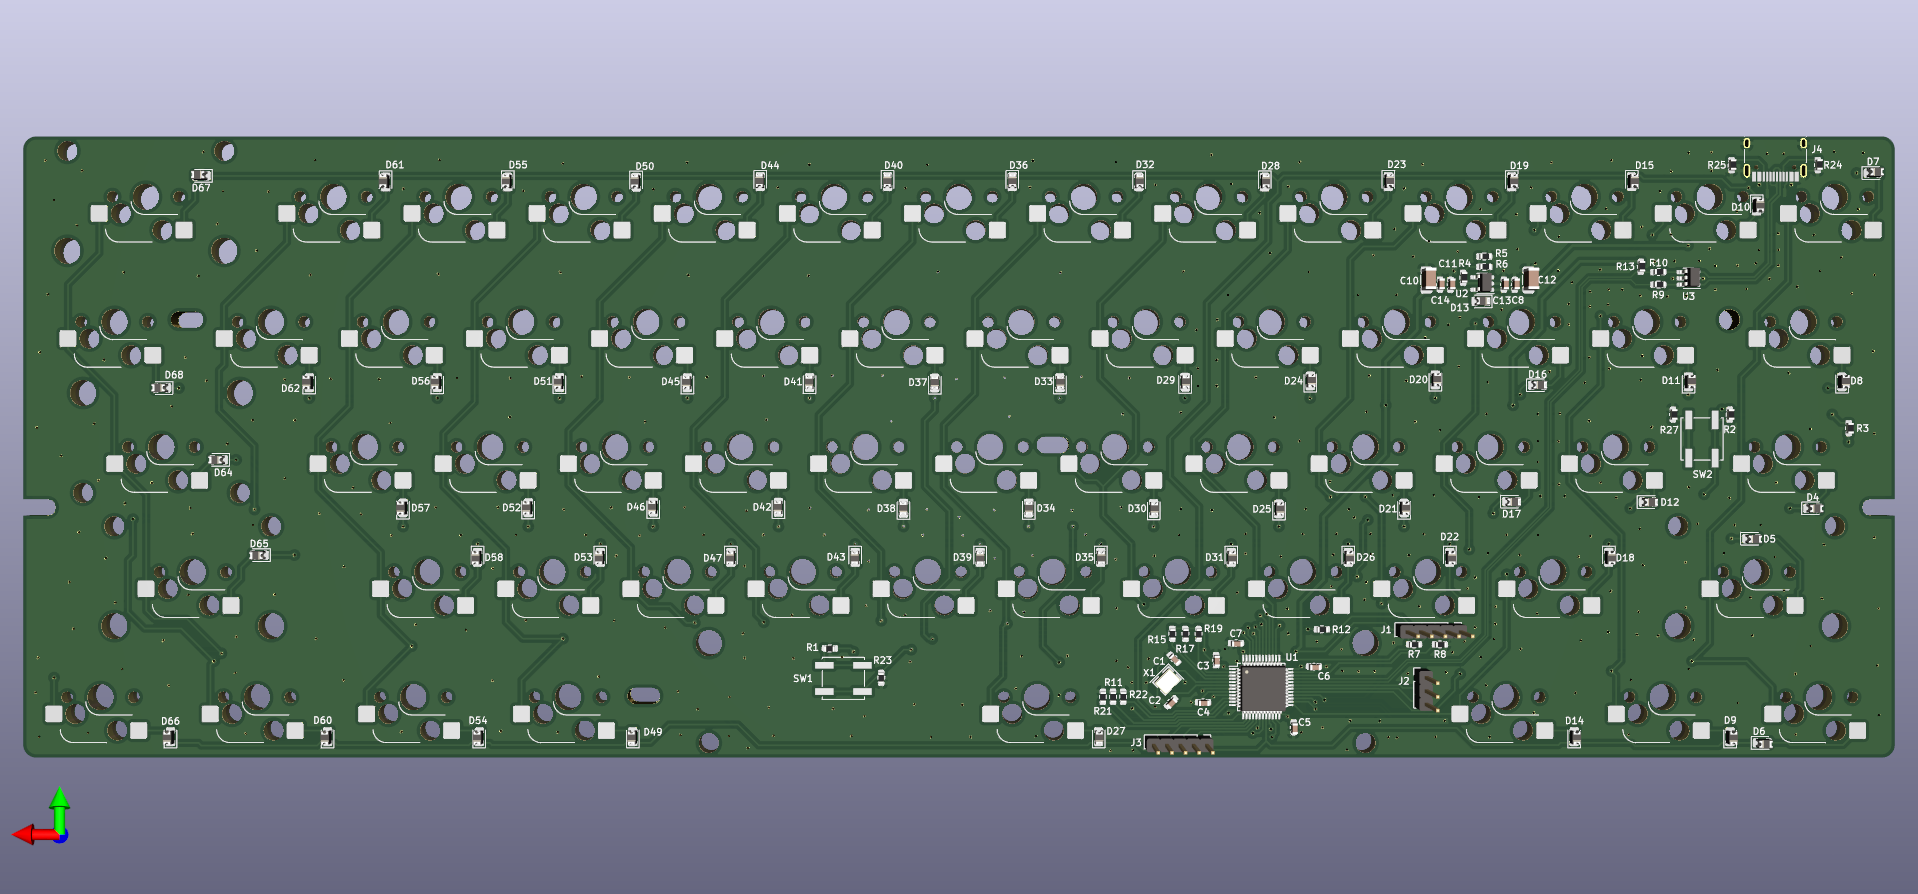 D67 D61 D55 D50 D44 D40 D36 D32 D28 D23 D19 D15 R25 J4 R24 D7
D10
R5
C11 R4 R6 R13 R10
C10 C12
C14 U2 C13 C8 R9 U3
D13
D68 D62 D56 D51 D45 D41 D37 D33 D29 D24 D20 D16 D11 D8
R27 R2 R3
D64 SW2
D57 D52 D46 D42 D38 D34 D30 D25 D21 D17 D12 D4
D65 D58 D53 D47 D43 D39 D35 D31 D26 D22 D18 D5
R15 R19 C7 R12 J1
R1 R17 R7 R8
R23 C1 C3 U1
SW1 X1 C6 J2
R11 R22 C2
R21 C4
D66 D60 D54 D49 D27 C5 D14 D9 D6
J3